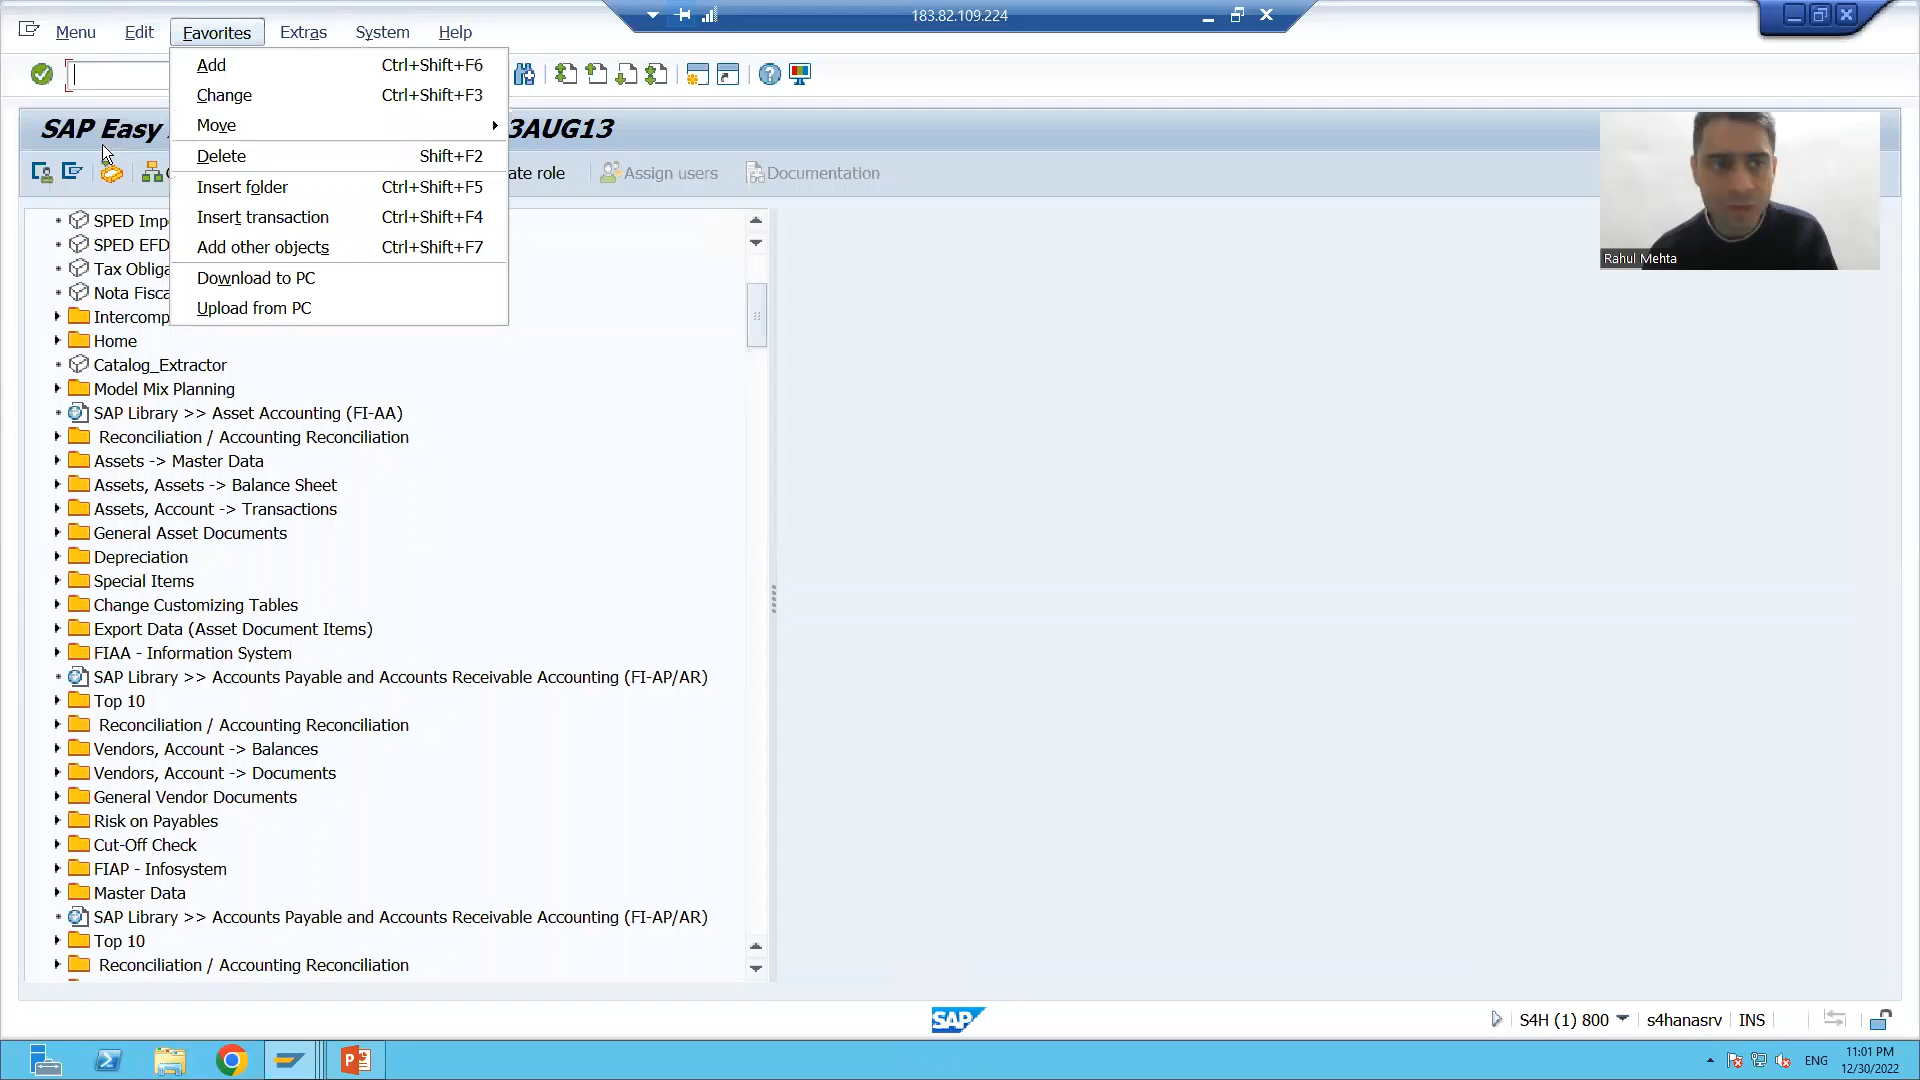 183.82.109.224
Menu Edit Favorites Extras System Help
Add Ctrl+Shift+F6
Change Ctrl+Shift+F3
Move
Delete Shift+F2
Insert folder Ctrl+Shift+F5
Insert transaction Ctrl+Shift+F4
Add other objects Ctrl+Shift+F7
Download to PC
Upload from PC
SAP Easy 3AUG13
ate role Assign users Documentation
Rahul Mehta
SPED Imp
SPED EFD
Tax Obliga
Nota Fisca
Intercomp
Home
Catalog_Extractor
Model Mix Planning
SAP Library >> Asset Accounting (FI-AA)
Reconciliation / Accounting Reconciliation
Assets -> Master Data
Assets, Assets -> Balance Sheet
Assets, Account -> Transactions
General Asset Documents
Depreciation
Special Items
Change Customizing Tables
Export Data (Asset Document Items)
FIAA - Information System
SAP Library >> Accounts Payable and Accounts Receivable Accounting (FI-AP/AR)
Top 10
Reconciliation / Accounting Reconciliation
Vendors, Account -> Balances
Vendors, Account -> Documents
General Vendor Documents
Risk on Payables
Cut-Off Check
FIAP - Infosystem
Master Data
SAP Library >> Accounts Payable and Accounts Receivable Accounting (FI-AP/AR)
Top 10
Reconciliation / Accounting Reconciliation
SAP
S4H (1) 800 s4hanasrv INS
ENG
11:01 PM
12/30/2022